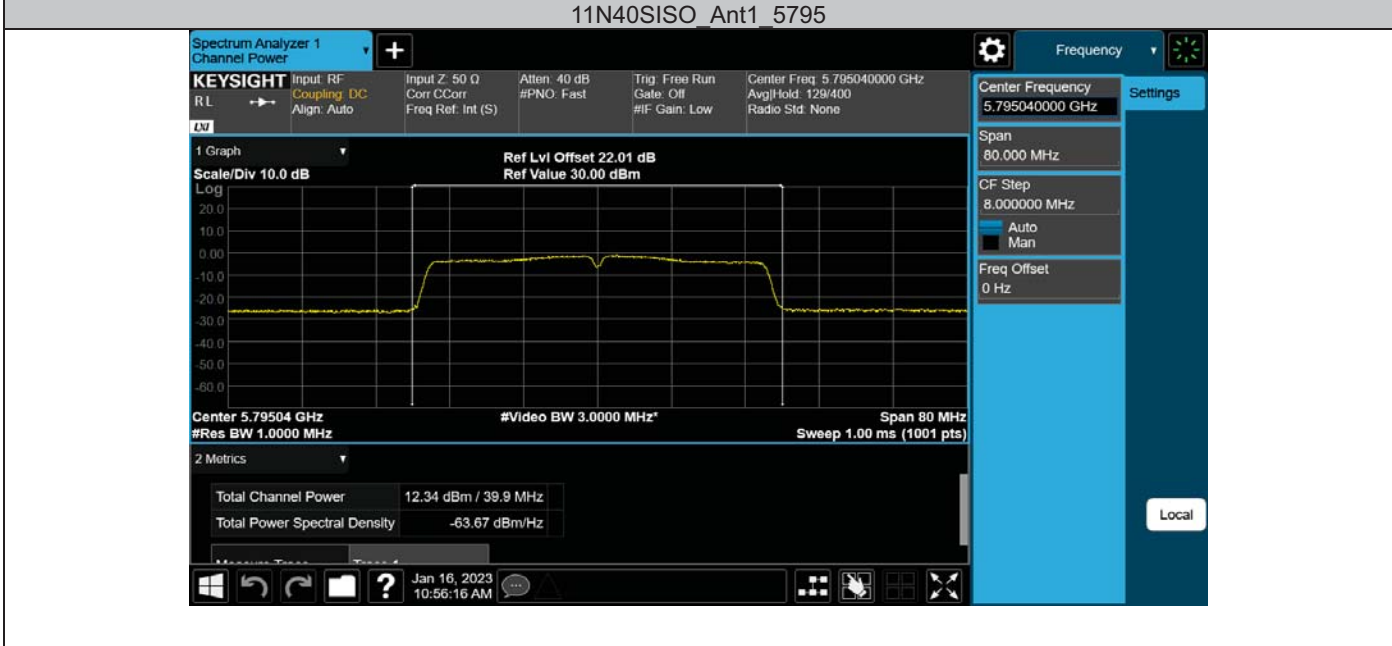 11N40SISO_Ant1_5795
Spectrum Analyzer 1
Channel Power
Frequency
KEYSIGHT
RL
LXI
Input: RF
Coupling: DC
Align: Auto
Input Z: 50 Ω
Corr CCorr
Freq Ref: Int (S)
Atten: 40 dB
#PNO: Fast
Trig: Free Run
Gate: Off
#IF Gain: Low
Center Freq: 5.795040000 GHz
Avg|Hold: 129/400
Radio Std: None
Center Frequency
5.795040000 GHz
Settings
Span
80.000 MHz
CF Step
8.000000 MHz
Auto
Man
Freq Offset
0 Hz
1 Graph
Scale/Div 10.0 dB
Ref Lvl Offset 22.01 dB
Ref Value 30.00 dBm
Log
20.0
10.0
0.00
-10.0
-20.0
-30.0
-40.0
-50.0
-60.0
Center 5.79504 GHz
#Video BW 3.0000 MHz*
Span 80 MHz
#Res BW 1.0000 MHz
Sweep 1.00 ms (1001 pts)
2 Metrics
Total Channel Power 12.34 dBm / 39.9 MHz
Total Power Spectral Density -63.67 dBm/Hz
Local
?
Jan 16, 2023
10:56:16 AM